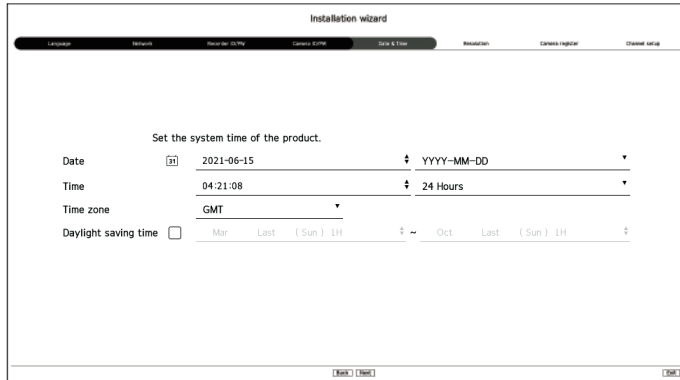 Installation wizard
Language Network Recorder ID/PW Camera ID/PW Date & Time Resolution Camera register Channel setup
Set the system time of the product.
Date 31 2021-06-15 YYYY-MM-DD
Time 04:21:08 24 Hours
Time zone GMT
Daylight saving time Mar Last ( Sun ) 1H ~ Oct Last ( Sun ) 1H
Back Next Exit